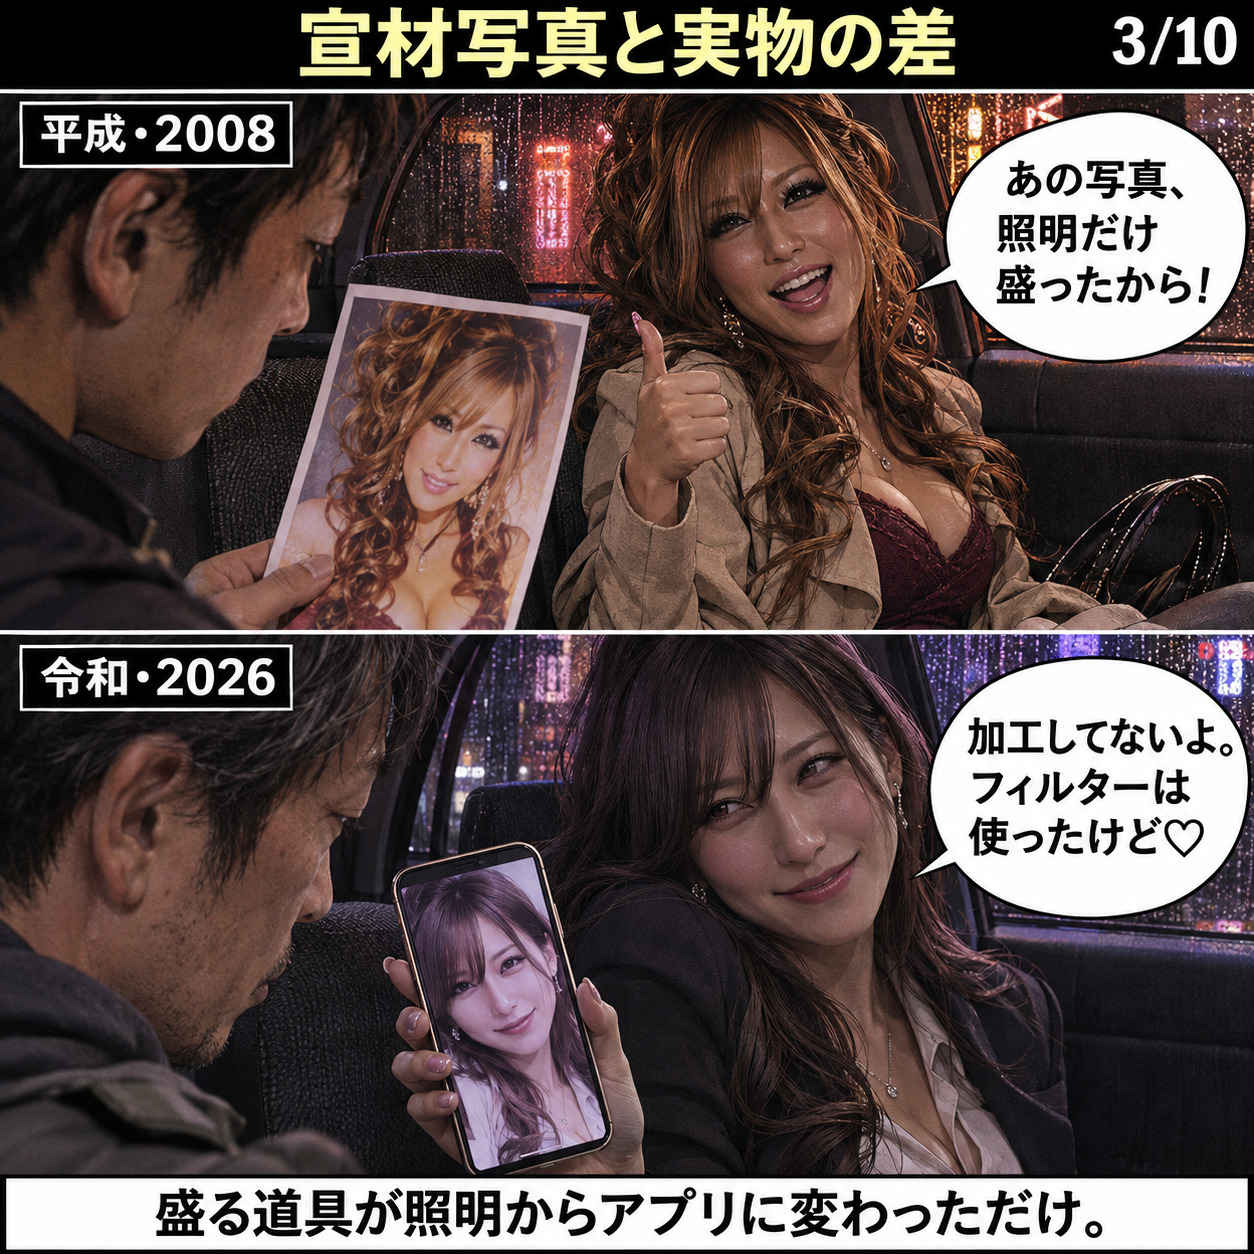 宣材写真と実物の差
3/10
平成・2008
あの写真、
照明だけ
盛ったから!
令和・2026
加工してないよ。
フィルターは
使ったけど♡
盛る道具が照明からアプリに変わっただけ。